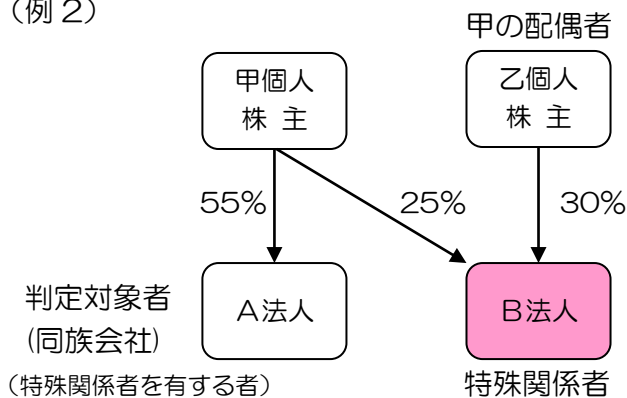 （例２）
甲の配偶者
甲個人
株 主
乙個人
株 主
55%
25%
30%
判定対象者
(同族会社)
Ａ法人
Ｂ法人
（特殊関係者を有する者）
特殊関係者